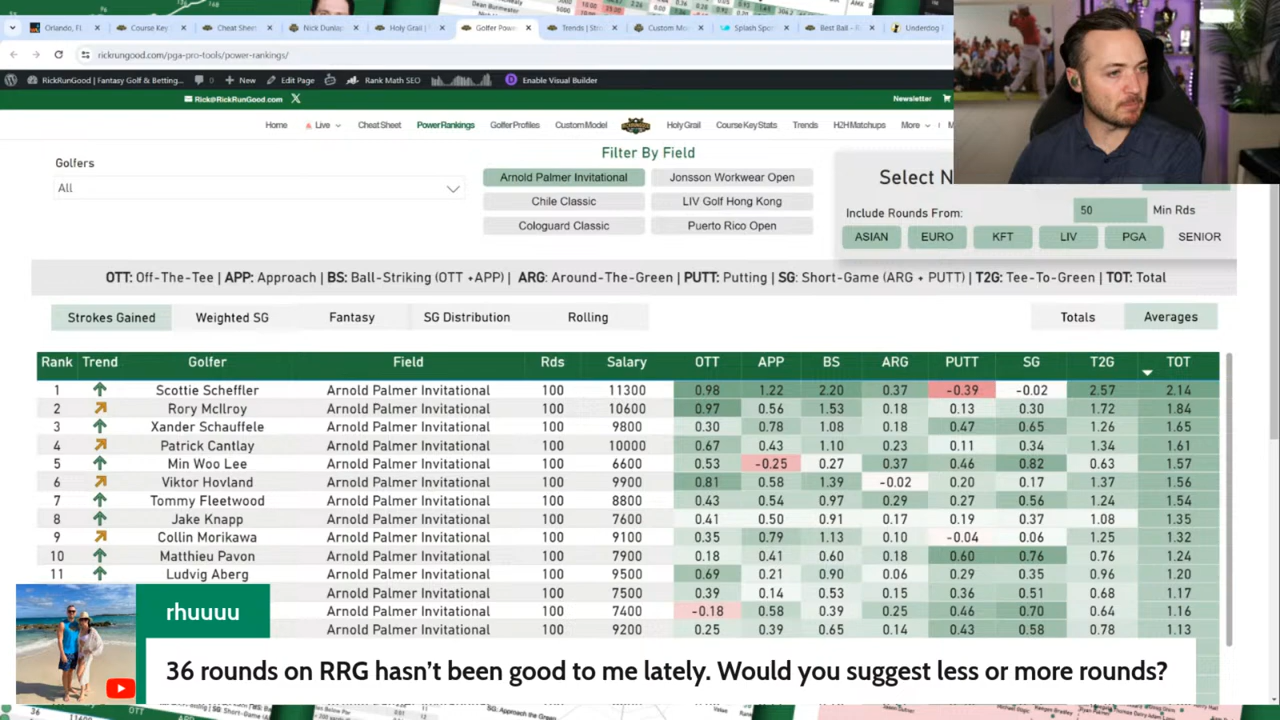 Orlando, FL
Course Key
Cheat Sheet
Nick Dunlap
Holy Grail |
Golfer Pow
Trends | Str
Custom Mo
Splash Spo
Best Ball - R
Underdog
rickrungood.com/pga-pro-tools/power-rankings/
RickRunGood | Fantasy Golf & Betting... 0 New Edit Page Rank Math SEO Enable Visual Builder
Rick@RickRunGood.com X Newsletter
Home Live Cheat Sheet Power Rankings Golfer Profiles Custom Model Holy Grail Course Key Stats Trends H2H Matchups More
Golfers
All
Filter By Field
Arnold Palmer Invitational Jonsson Workwear Open
Chile Classic LIV Golf Hong Kong
Cologuard Classic Puerto Rico Open
Select N
Include Rounds From: 50 Min Rds
ASIAN EURO KFT LIV PGA SENIOR
OTT: Off-The-Tee | APP: Approach | BS: Ball-Striking (OTT +APP) | ARG: Around-The-Green | PUTT: Putting | SG: Short-Game (ARG + PUTT) | T2G: Tee-To-Green | TOT: Total
Strokes Gained Weighted SG Fantasy SG Distribution Rolling Totals Averages
Rank Trend Golfer Field Rds Salary OTT APP BS ARG PUTT SG T2G TOT
1 Scottie Scheffler Arnold Palmer Invitational 100 11300 0.98 1.22 2.20 0.37 -0.39 -0.02 2.57 2.14
2 Rory McIlroy Arnold Palmer Invitational 100 10600 0.97 0.56 1.53 0.18 0.13 0.30 1.72 1.84
3 Xander Schauffele Arnold Palmer Invitational 100 9800 0.30 0.78 1.08 0.18 0.47 0.65 1.26 1.65
4 Patrick Cantlay Arnold Palmer Invitational 100 10000 0.67 0.43 1.10 0.23 0.11 0.34 1.34 1.61
5 Min Woo Lee Arnold Palmer Invitational 100 6600 0.53 -0.25 0.27 0.37 0.46 0.82 0.63 1.57
6 Viktor Hovland Arnold Palmer Invitational 100 9900 0.81 0.58 1.39 -0.02 0.20 0.17 1.37 1.56
7 Tommy Fleetwood Arnold Palmer Invitational 100 8800 0.43 0.54 0.97 0.29 0.27 0.56 1.24 1.54
8 Jake Knapp Arnold Palmer Invitational 100 7600 0.41 0.50 0.91 0.17 0.19 0.37 1.08 1.35
9 Collin Morikawa Arnold Palmer Invitational 100 9100 0.35 0.79 1.13 0.10 -0.04 0.06 1.25 1.32
10 Matthieu Pavon Arnold Palmer Invitational 100 7900 0.18 0.41 0.60 0.18 0.60 0.76 0.76 1.24
11 Ludvig Aberg Arnold Palmer Invitational 100 9500 0.69 0.21 0.90 0.06 0.29 0.35 0.96 1.20
Arnold Palmer Invitational 100 7500 0.39 0.14 0.53 0.15 0.36 0.51 0.68 1.17
Arnold Palmer Invitational 100 7400 -0.18 0.58 0.39 0.25 0.46 0.70 0.64 1.16
Arnold Palmer Invitational 100 9200 0.25 0.39 0.65 0.14 0.43 0.58 0.78 1.13
rhuuuu
36 rounds on RRG hasn't been good to me lately. Would you suggest less or more rounds?